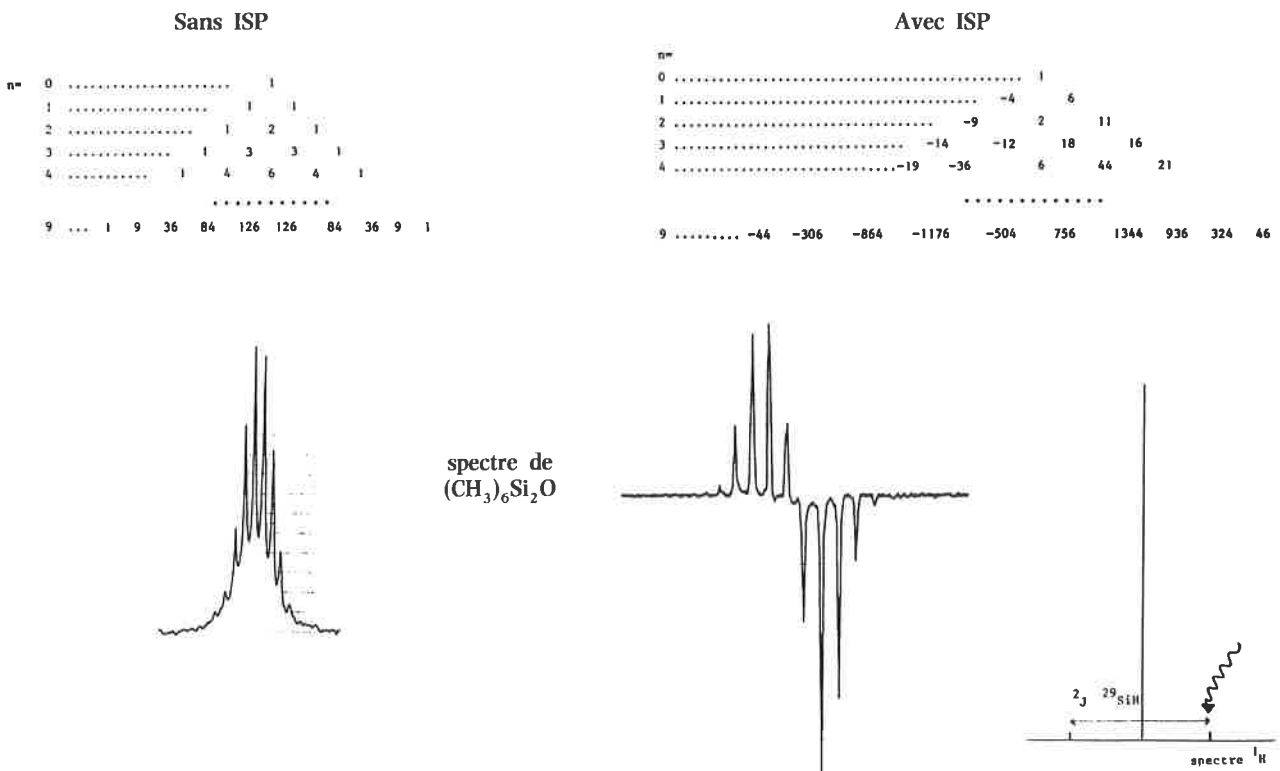 Sans ISP
n= 0 .......................... 1
1 ...................... 1 1
2 .................... 1 2 1
3 ................. 1 3 3 1
4 ............. 1 4 6 4 1
9 ... 1 9 36 84 126 126 84 36 9 1
Avec ISP
n=
0 .................................................... 1
1 .............................................. -4 6
2 ........................................ -9 2 11
3 .................................... -14 -12 18 16
4 ................................-19 -36 6 44 21
9 ......... -44 -306 -864 -1176 -504 756 1344 936 324 46
spectre de
(CH₃)₆Si₂O
²J ²⁹SiH
spectre ¹H